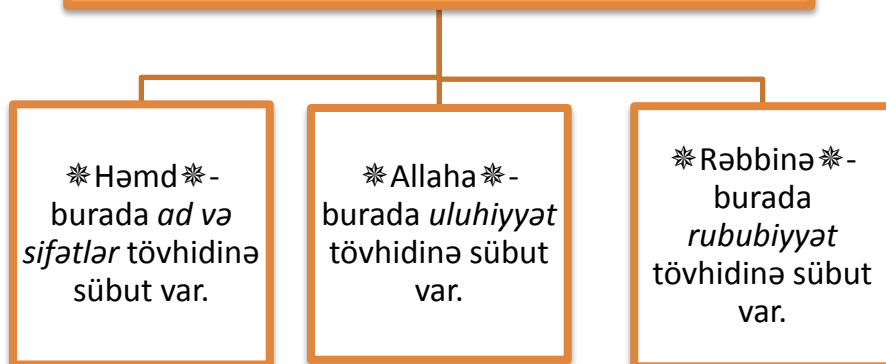 ✵Həmd✵-
burada ad və
sifətlər tövhidinə
sübut var.
✵Allaha✵-
burada uluhiyyət
tövhidinə sübut
var.
✵Rəbbinə✵-
burada
rububiyyət
tövhidinə sübut
var.